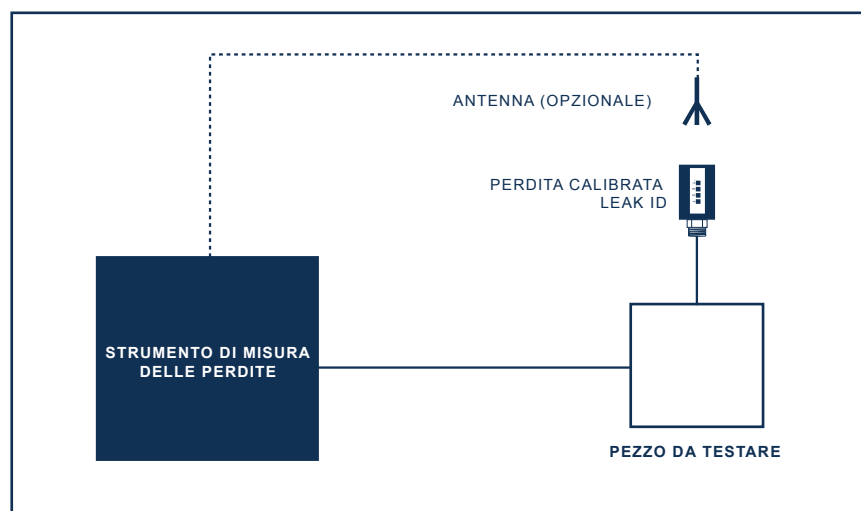 ANTENNA (OPZIONALE)
PERDITA CALIBRATA
LEAK ID
STRUMENTO DI MISURA
DELLE PERDITE
PEZZO DA TESTARE